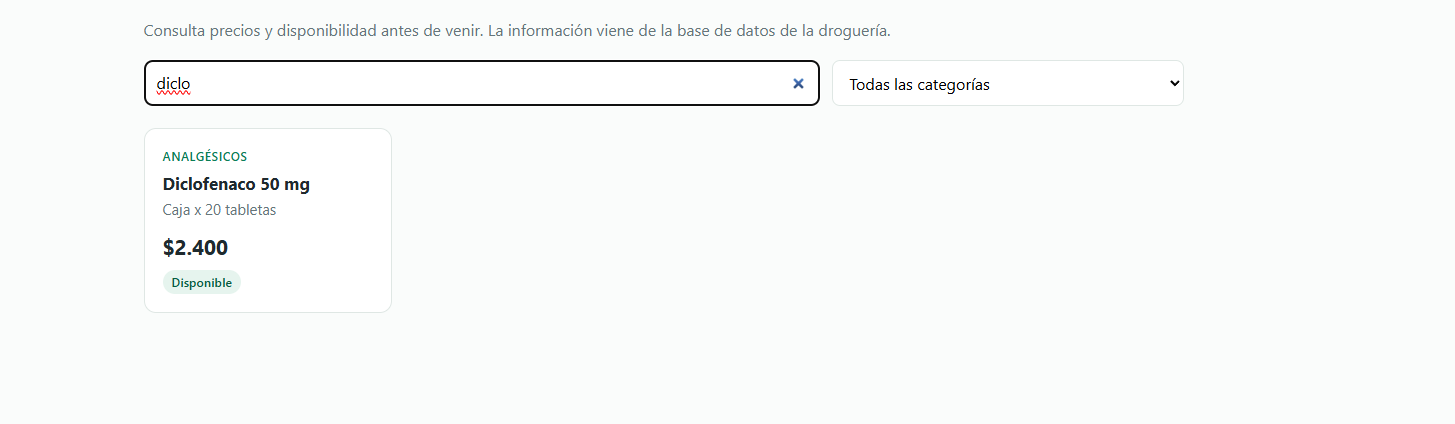 Consulta precios y disponibilidad antes de venir. La información viene de la base de datos de la droguería.
diclo
Todas las categorías
ANALGÉSICOS
Diclofenaco 50 mg
Caja x 20 tabletas
$2.400
Disponible